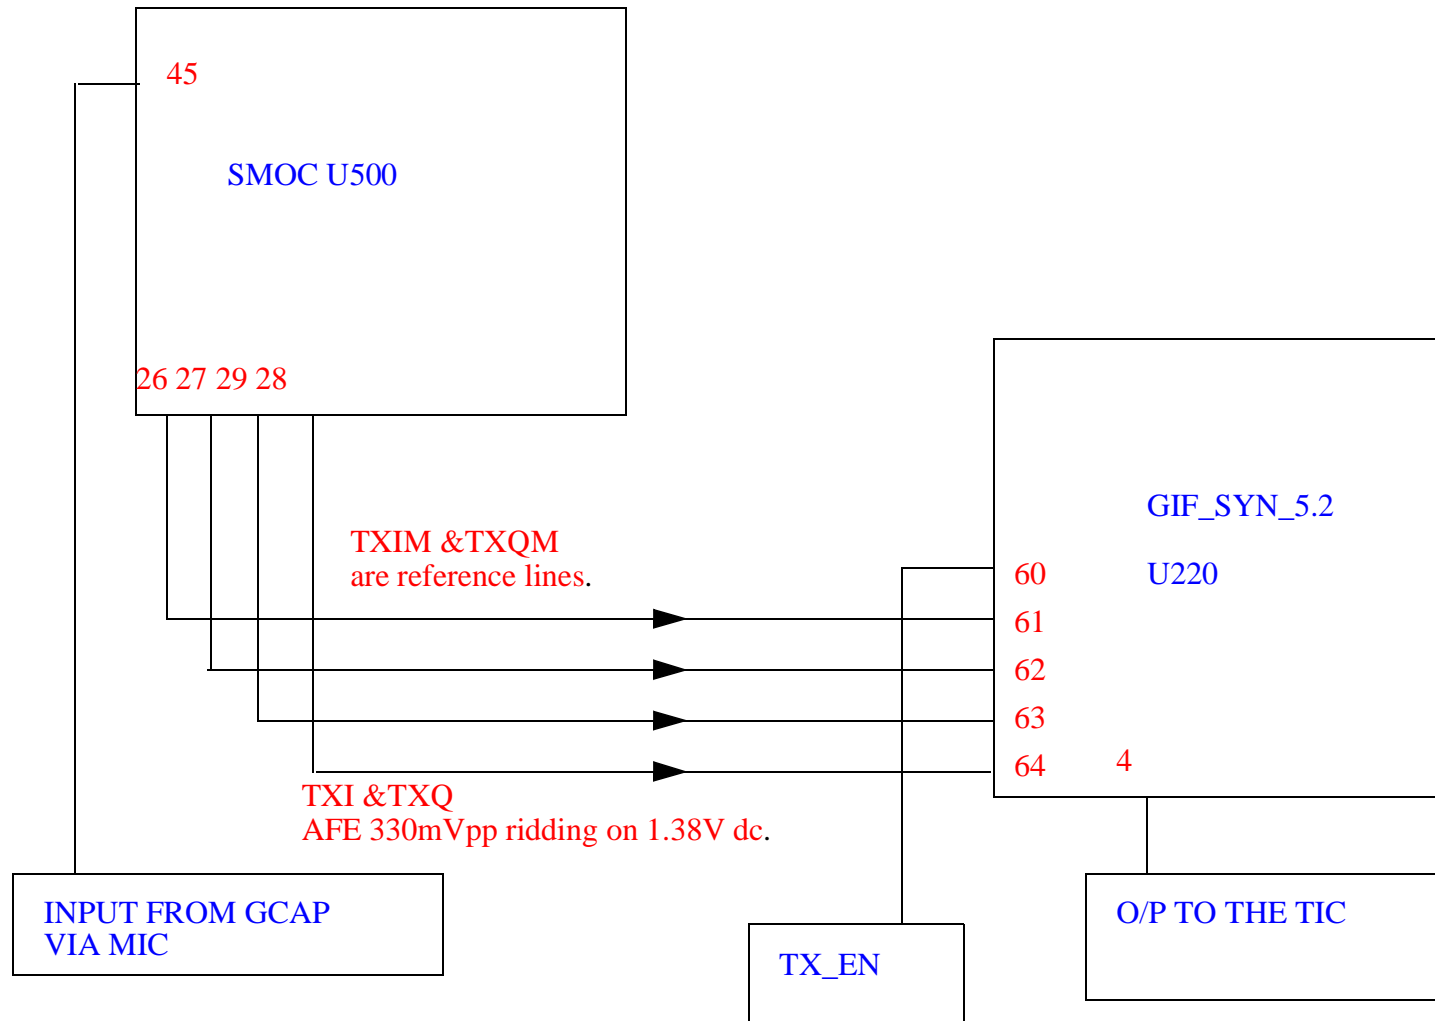 45
SMOC U500
26 27 29 28
GIF_SYN_5.2
TXIM &TXQM
are reference lines.
60
U220
61
62
63
64
4
TXI &TXQ
AFE 330mVpp ridding on 1.38V dc.
INPUT FROM GCAP
VIA MIC
O/P TO THE TIC
TX_EN